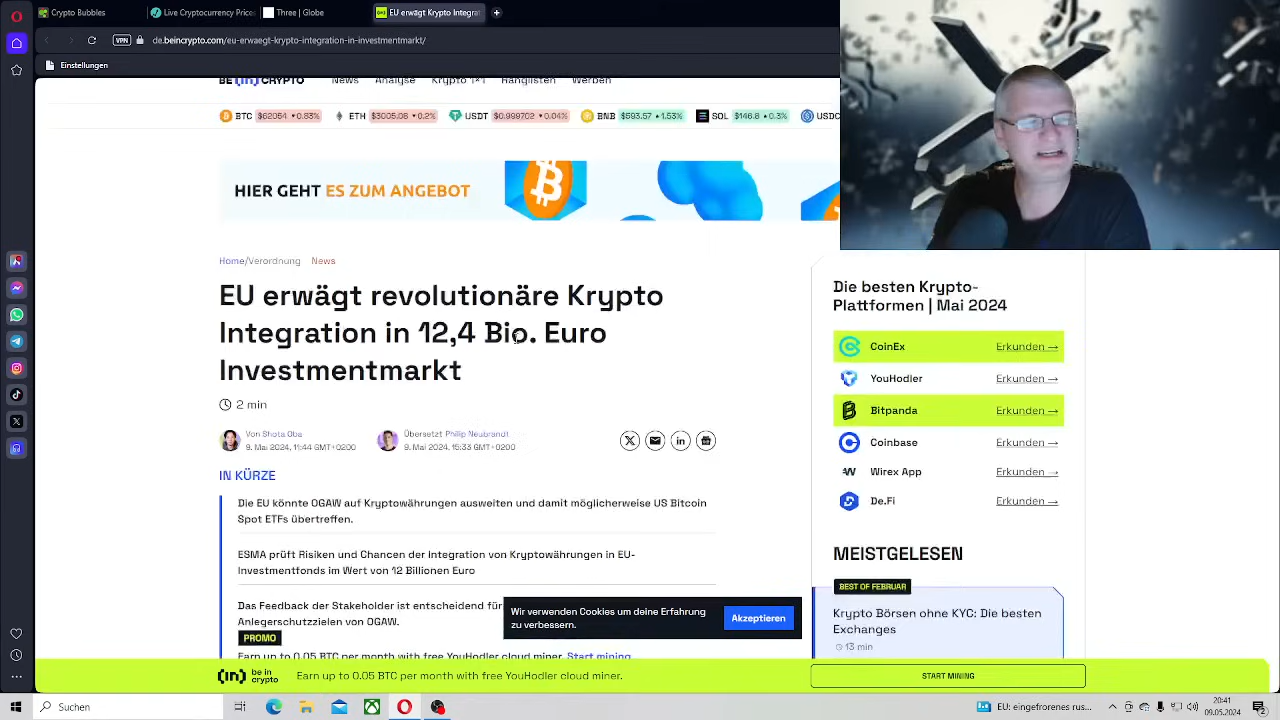 Crypto Bubbles
Live Cryptocurrency Price
Three | Globe
EU erwägt Krypto Integrat
VPN
de.beincrypto.com/eu-erwaegt-krypto-integration-in-investmentmarkt/
Einstellungen
BE[IN]CRYPTO News Analyse Krypto 1×1 Ranglisten Werben
BTC $62054 0.83% ETH $3005.08 0.2% USDT $0.999702 0.04% BNB $593.57 1.53% SOL $146.8 0.3% USDC
HIER GEHT ES ZUM ANGEBOT
Home/Verordnung News
EU erwägt revolutionäre Krypto
Integration in 12,4 Bio. Euro
Investmentmarkt
2 min
Von Shota Oba
9. Mai 2024, 11:44 GMT+0200
Übersetzt Philip Neubrandt
9. Mai 2024, 15:33 GMT+0200
IN KÜRZE
Die EU könnte OGAW auf Kryptowährungen ausweiten und damit möglicherweise US Bitcoin
Spot ETFs übertreffen.
ESMA prüft Risiken und Chancen der Integration von Kryptowährungen in EU-
Investmentfonds im Wert von 12 Billionen Euro
Das Feedback der Stakeholder ist entscheidend für
Anlegerschutzzielen von OGAW.
PROMO
Earn up to 0.05 BTC per month with free YouHodler cloud miner. Start mining
Die besten Krypto-
Plattformen | Mai 2024
CoinEx Erkunden →
YouHodler Erkunden →
Bitpanda Erkunden →
Coinbase Erkunden →
Wirex App Erkunden →
De.Fi Erkunden →
MEISTGELESEN
BEST OF FEBRUAR
Krypto Börsen ohne KYC: Die besten
Exchanges
13 min
Wir verwenden Cookies um deine Erfahrung
zu verbessern.
Akzeptieren
(in) be in
crypto
Earn up to 0.05 BTC per month with free YouHodler cloud miner.
START MINING
Suchen
EU: eingefrorenes rus...
20:41
09.05.2024